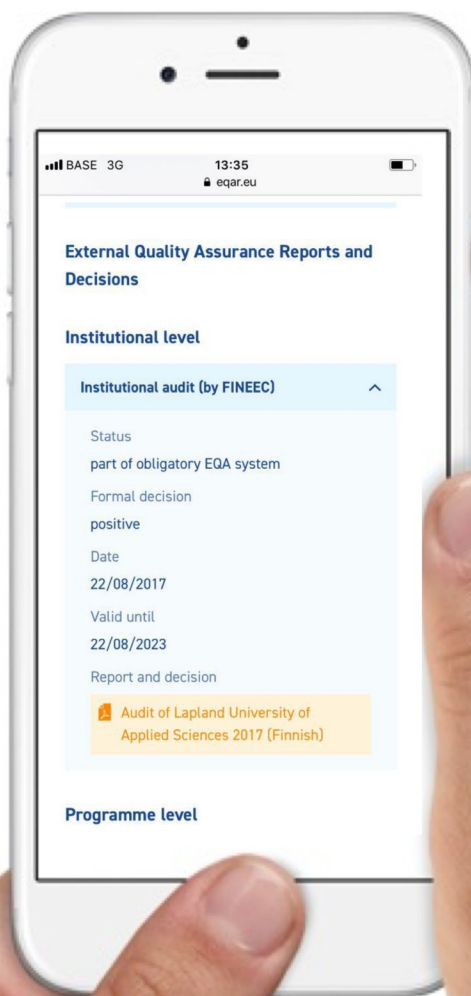 BASE 3G 13:35
eqar.eu
External Quality Assurance Reports and
Decisions
Institutional level
Institutional audit (by FINEEC)
Status
part of obligatory EQA system
Formal decision
positive
Date
22/08/2017
Valid until
22/08/2023
Report and decision
Audit of Lapland University of
Applied Sciences 2017 (Finnish)
Programme level